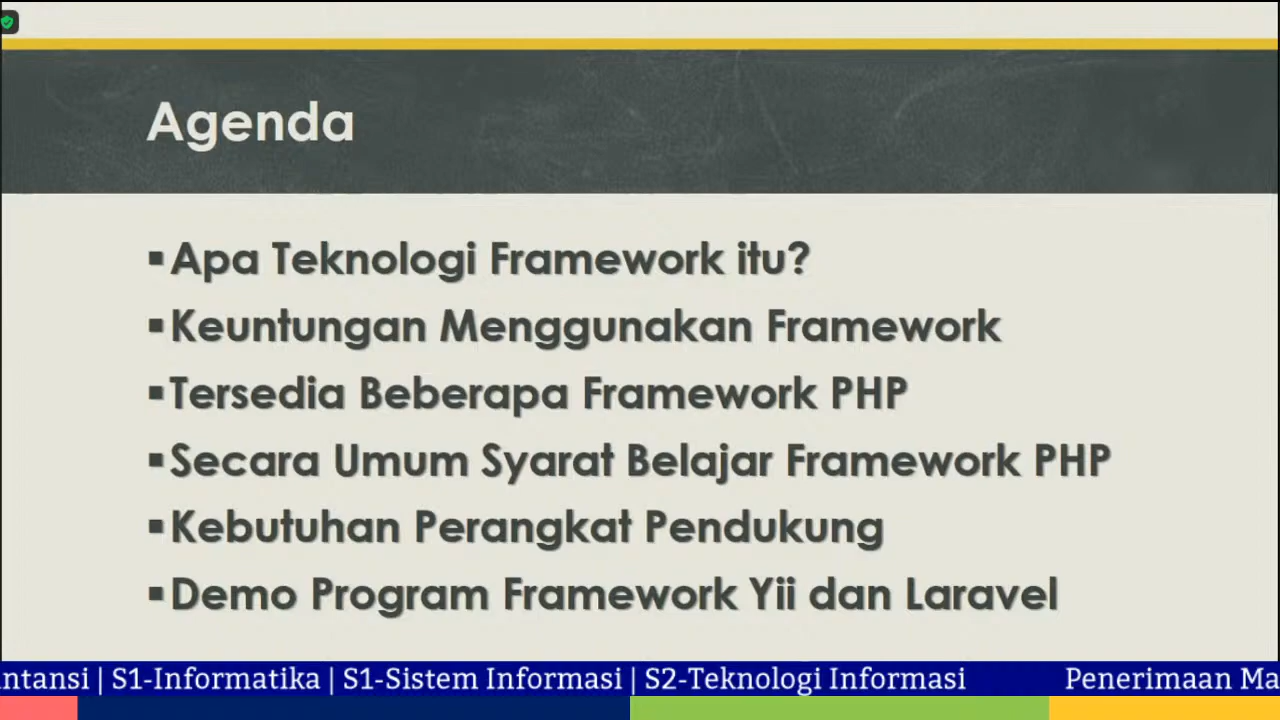 Agenda
▪Apa Teknologi Framework itu?
▪Keuntungan Menggunakan Framework
▪Tersedia Beberapa Framework PHP
▪Secara Umum Syarat Belajar Framework PHP
▪Kebutuhan Perangkat Pendukung
▪Demo Program Framework Yii dan Laravel
ntansi | S1-Informatika | S1-Sistem Informasi | S2-Teknologi Informasi Penerimaan Ma